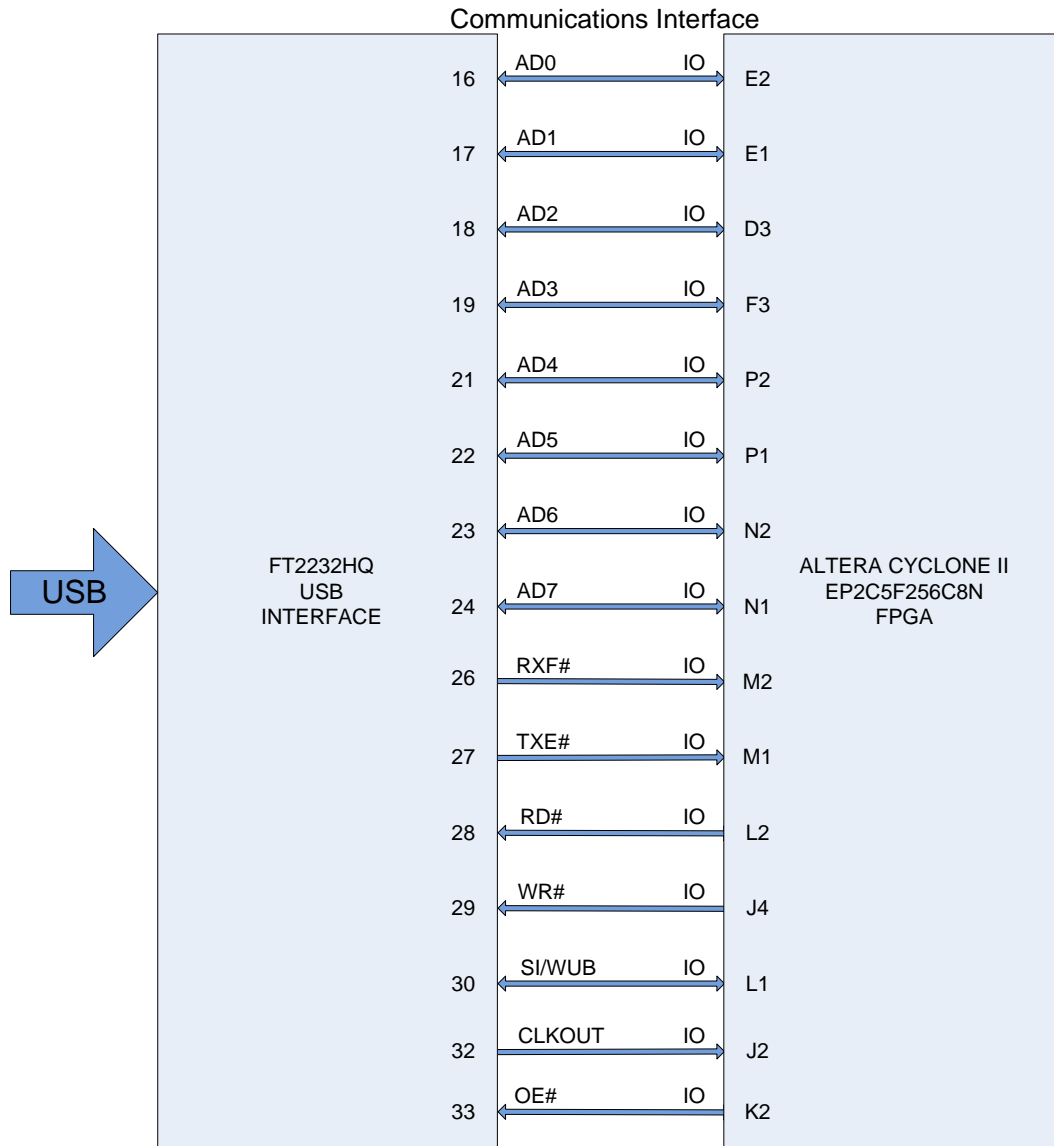 Communications Interface
16 AD0 IO E2
17 AD1 IO E1
18 AD2 IO D3
19 AD3 IO F3
21 AD4 IO P2
22 AD5 IO P1
23 AD6 IO N2
USB
FT2232HQ
USB
INTERFACE
ALTERA CYCLONE II
EP2C5F256C8N
FPGA
24 AD7 IO N1
26 RXF# IO M2
27 TXE# IO M1
28 RD# IO L2
29 WR# IO J4
30 SI/WUB IO L1
32 CLKOUT IO J2
33 OE# IO K2